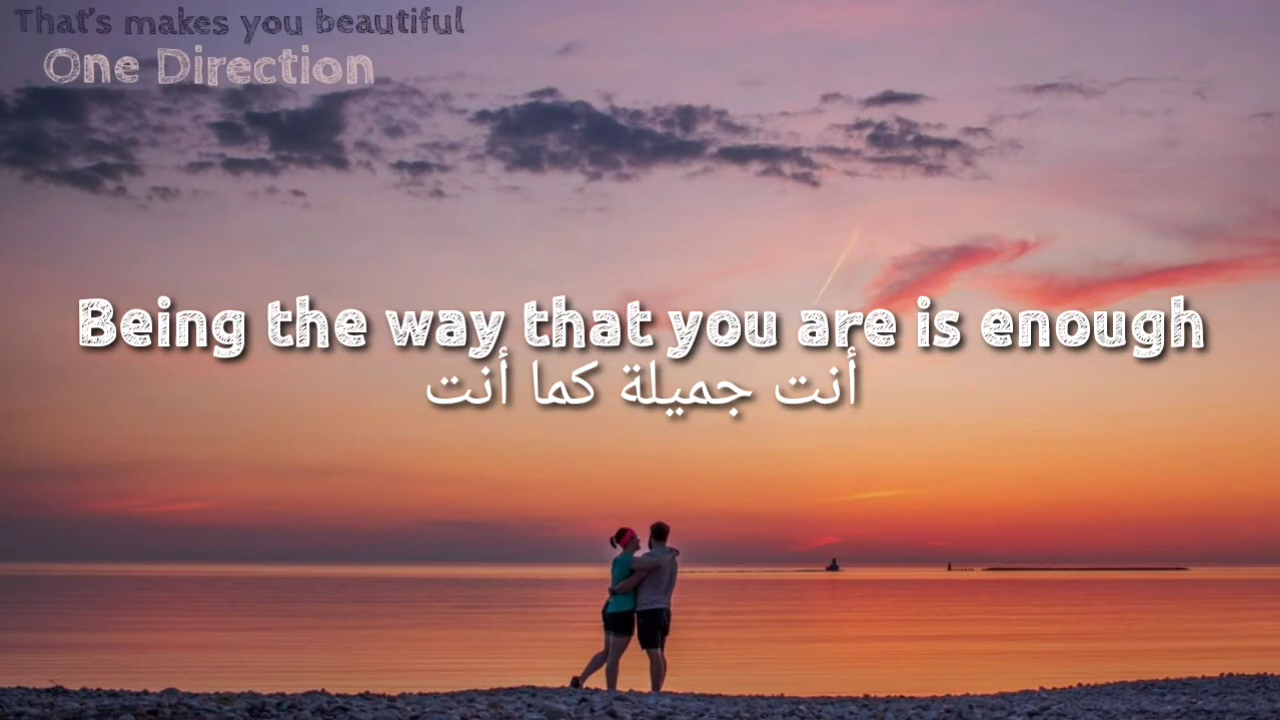 That's makes you beautiful
One Direction
Being the way that you are is enough
أنت جميلة كما أنت